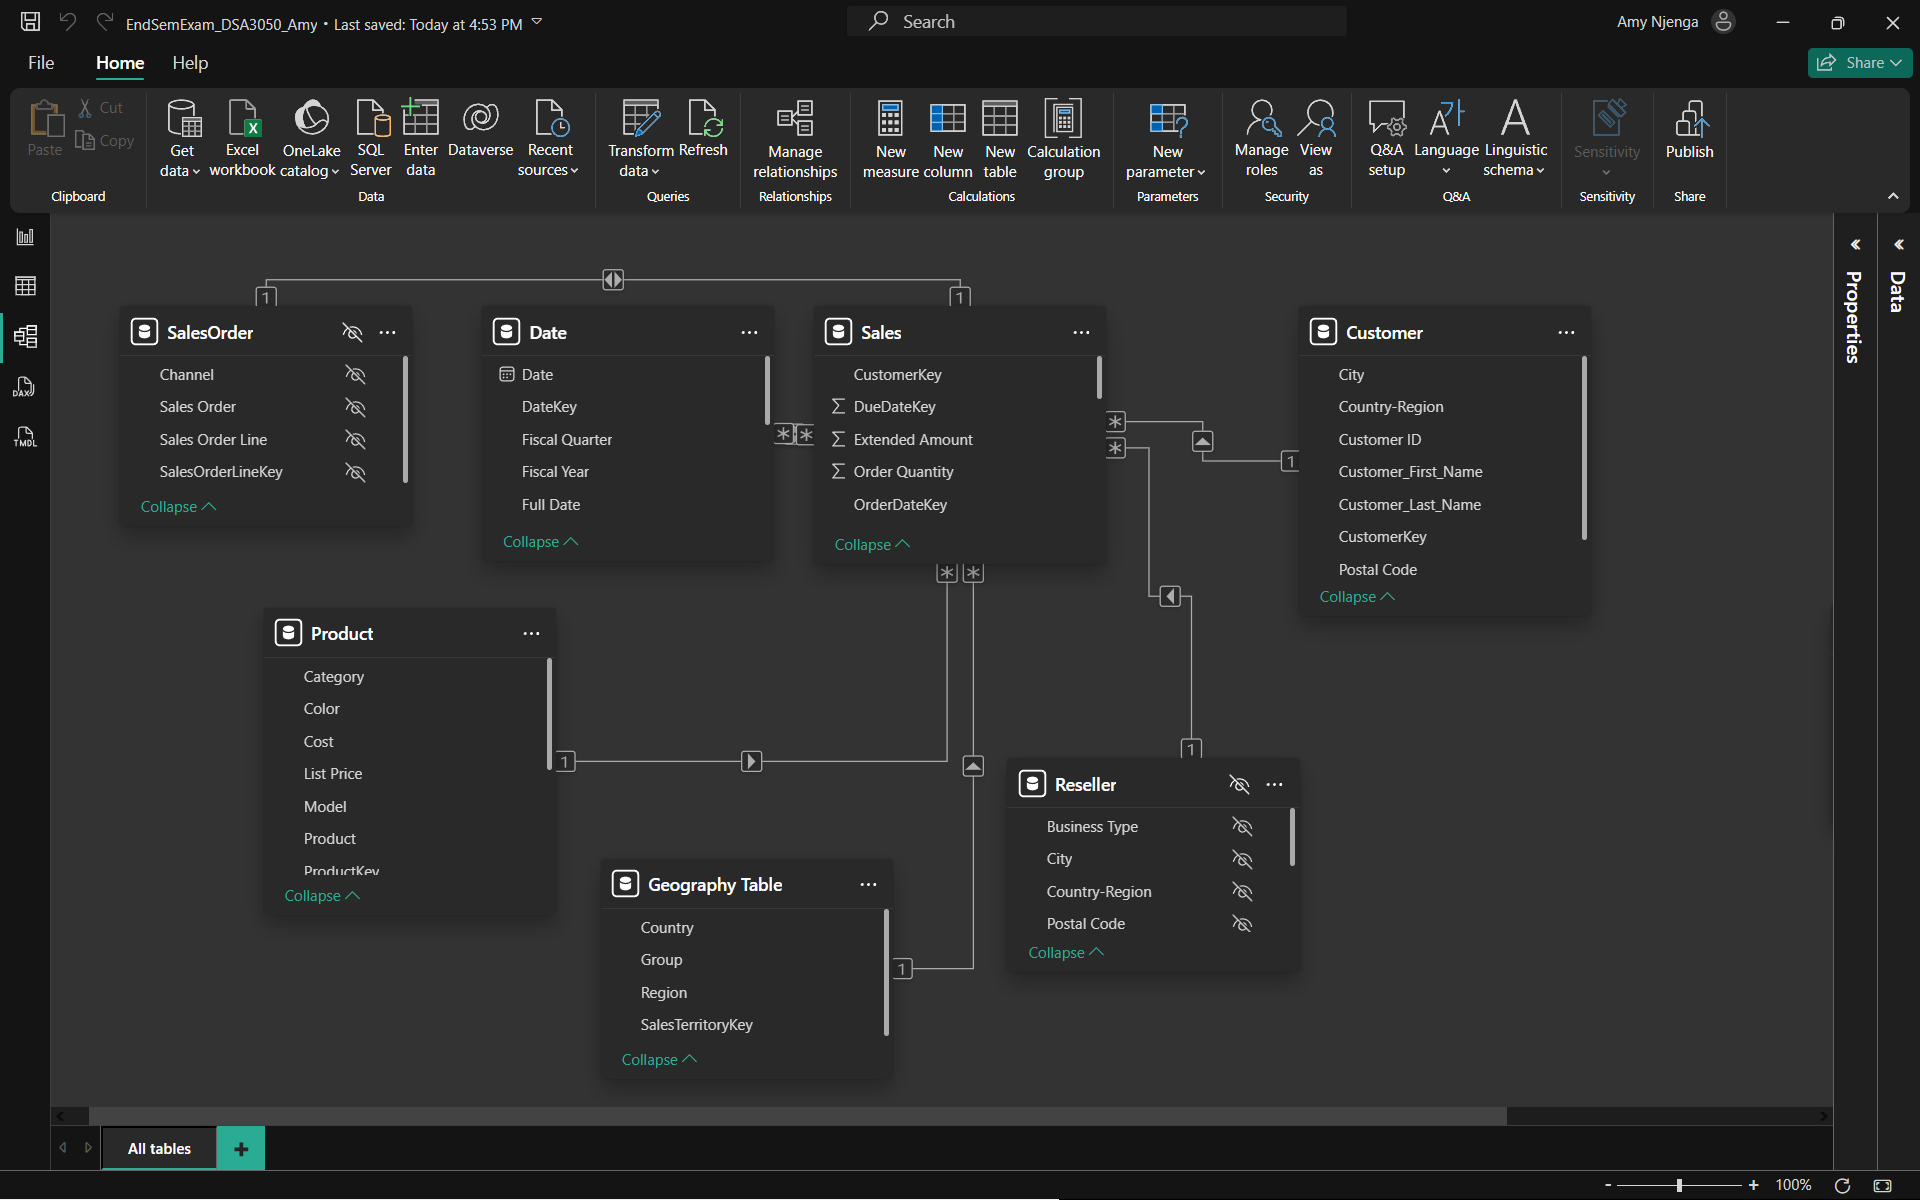 EndSemExam_DSA3050_Amy • Last saved: Today at 4:53 PM
Search
Amy Njenga
File
Home
Help
Share
Paste
Cut
Copy
Clipboard
Get data
Excel workbook
OneLake catalog
SQL Server
Enter data
Dataverse
Recent sources
Data
Transform data
Refresh
Queries
Manage relationships
Relationships
New measure
New column
New table
Calculation group
Calculations
New parameter
Parameters
Manage roles
View as
Security
Q&A setup
Language
Linguistic schema
Q&A
Sensitivity
Sensitivity
Publish
Share
DAX
TMDL
SalesOrder
Channel
Sales Order
Sales Order Line
SalesOrderLineKey
Collapse
Date
Date
DateKey
Fiscal Quarter
Fiscal Year
Full Date
Collapse
Sales
CustomerKey
∑ DueDateKey
∑ Extended Amount
∑ Order Quantity
OrderDateKey
Collapse
Customer
City
Country-Region
Customer ID
Customer_First_Name
Customer_Last_Name
CustomerKey
Postal Code
Collapse
Product
Category
Color
Cost
List Price
Model
Product
ProductKey
Collapse
Geography Table
Country
Group
Region
SalesTerritoryKey
Collapse
Reseller
Business Type
City
Country-Region
Postal Code
Collapse
1
1
*
*
*
*
1
1
*
*
1
1
Properties
Data
All tables
+
- + 100%